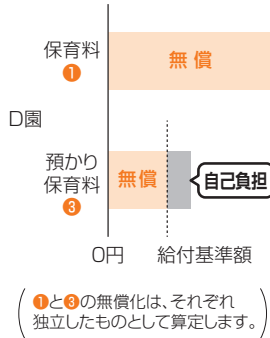 保育料
❶
無 償
D園
預かり
保育料
❸
無償
自己負担
0円
給付基準額
❶と❸の無償化は、それぞれ
独立したものとして算定します。